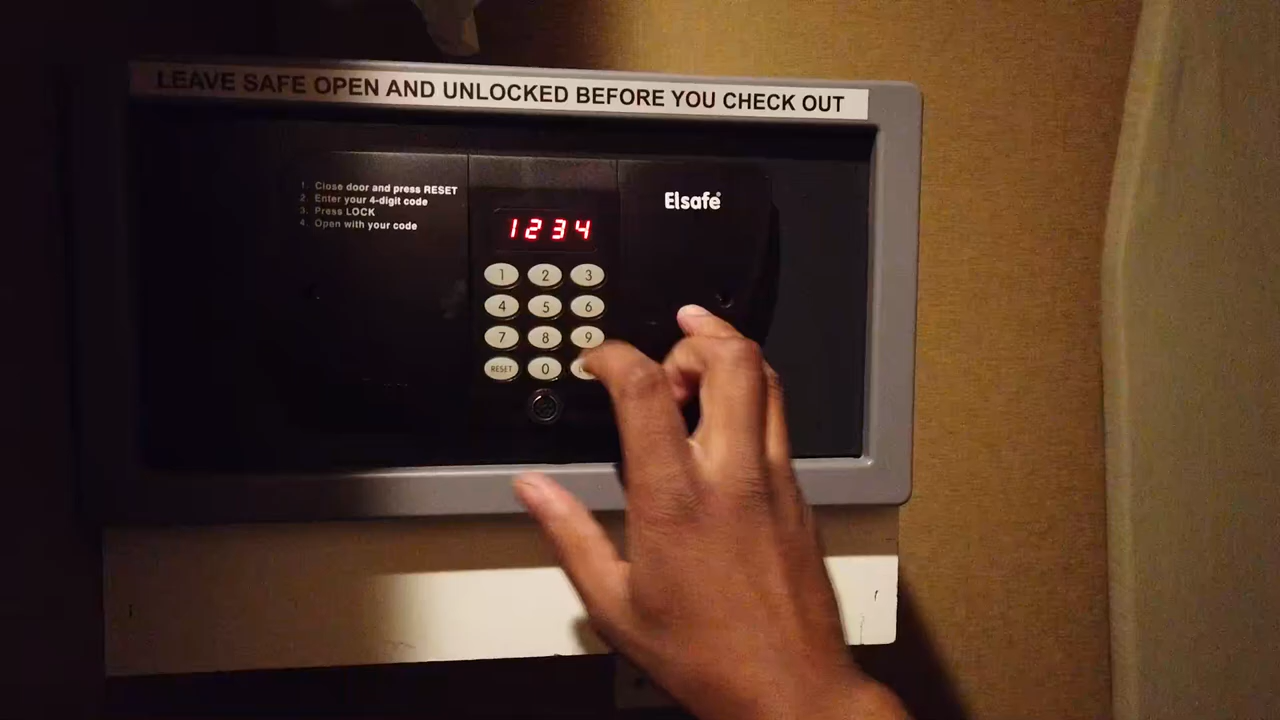 LEAVE SAFE OPEN AND UNLOCKED BEFORE YOU CHECK OUT
1. Close door and press RESET
2. Enter your 4-digit code
3. Press LOCK
4. Open with your code
Elsafe®
1234
1 2 3
4 5 6
7 8 9
RESET 0